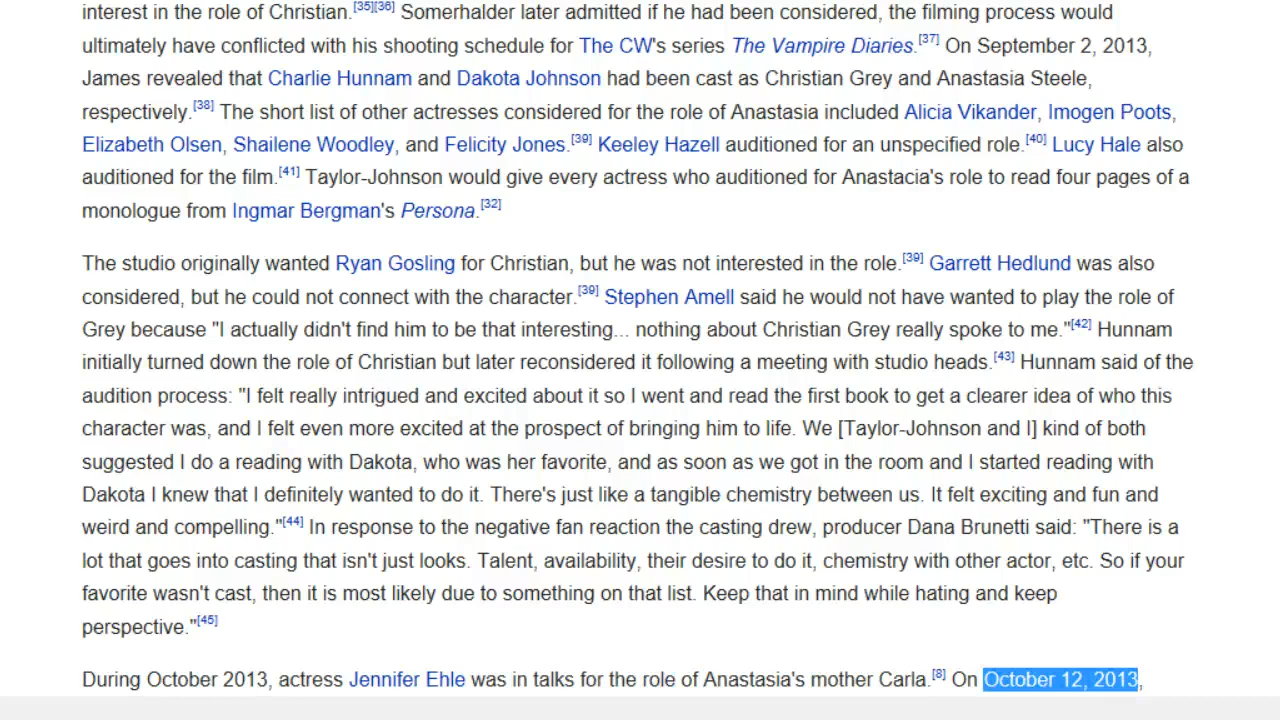 interest in the role of Christian.[35][36] Somerhalder later admitted if he had been considered, the filming process would
ultimately have conflicted with his shooting schedule for The CW's series The Vampire Diaries.[37] On September 2, 2013,
James revealed that Charlie Hunnam and Dakota Johnson had been cast as Christian Grey and Anastasia Steele,
respectively.[38] The short list of other actresses considered for the role of Anastasia included Alicia Vikander, Imogen Poots,
Elizabeth Olsen, Shailene Woodley, and Felicity Jones.[39] Keeley Hazell auditioned for an unspecified role.[40] Lucy Hale also
auditioned for the film.[41] Taylor-Johnson would give every actress who auditioned for Anastacia's role to read four pages of a
monologue from Ingmar Bergman's Persona.[32]
The studio originally wanted Ryan Gosling for Christian, but he was not interested in the role.[39] Garrett Hedlund was also
considered, but he could not connect with the character.[39] Stephen Amell said he would not have wanted to play the role of
Grey because "I actually didn't find him to be that interesting... nothing about Christian Grey really spoke to me."[42] Hunnam
initially turned down the role of Christian but later reconsidered it following a meeting with studio heads.[43] Hunnam said of the
audition process: "I felt really intrigued and excited about it so I went and read the first book to get a clearer idea of who this
character was, and I felt even more excited at the prospect of bringing him to life. We [Taylor-Johnson and I] kind of both
suggested I do a reading with Dakota, who was her favorite, and as soon as we got in the room and I started reading with
Dakota I knew that I definitely wanted to do it. There's just like a tangible chemistry between us. It felt exciting and fun and
weird and compelling."[44] In response to the negative fan reaction the casting drew, producer Dana Brunetti said: "There is a
lot that goes into casting that isn't just looks. Talent, availability, their desire to do it, chemistry with other actor, etc. So if your
favorite wasn't cast, then it is most likely due to something on that list. Keep that in mind while hating and keep
perspective."[45]
During October 2013, actress Jennifer Ehle was in talks for the role of Anastasia's mother Carla.[8] On October 12, 2013,